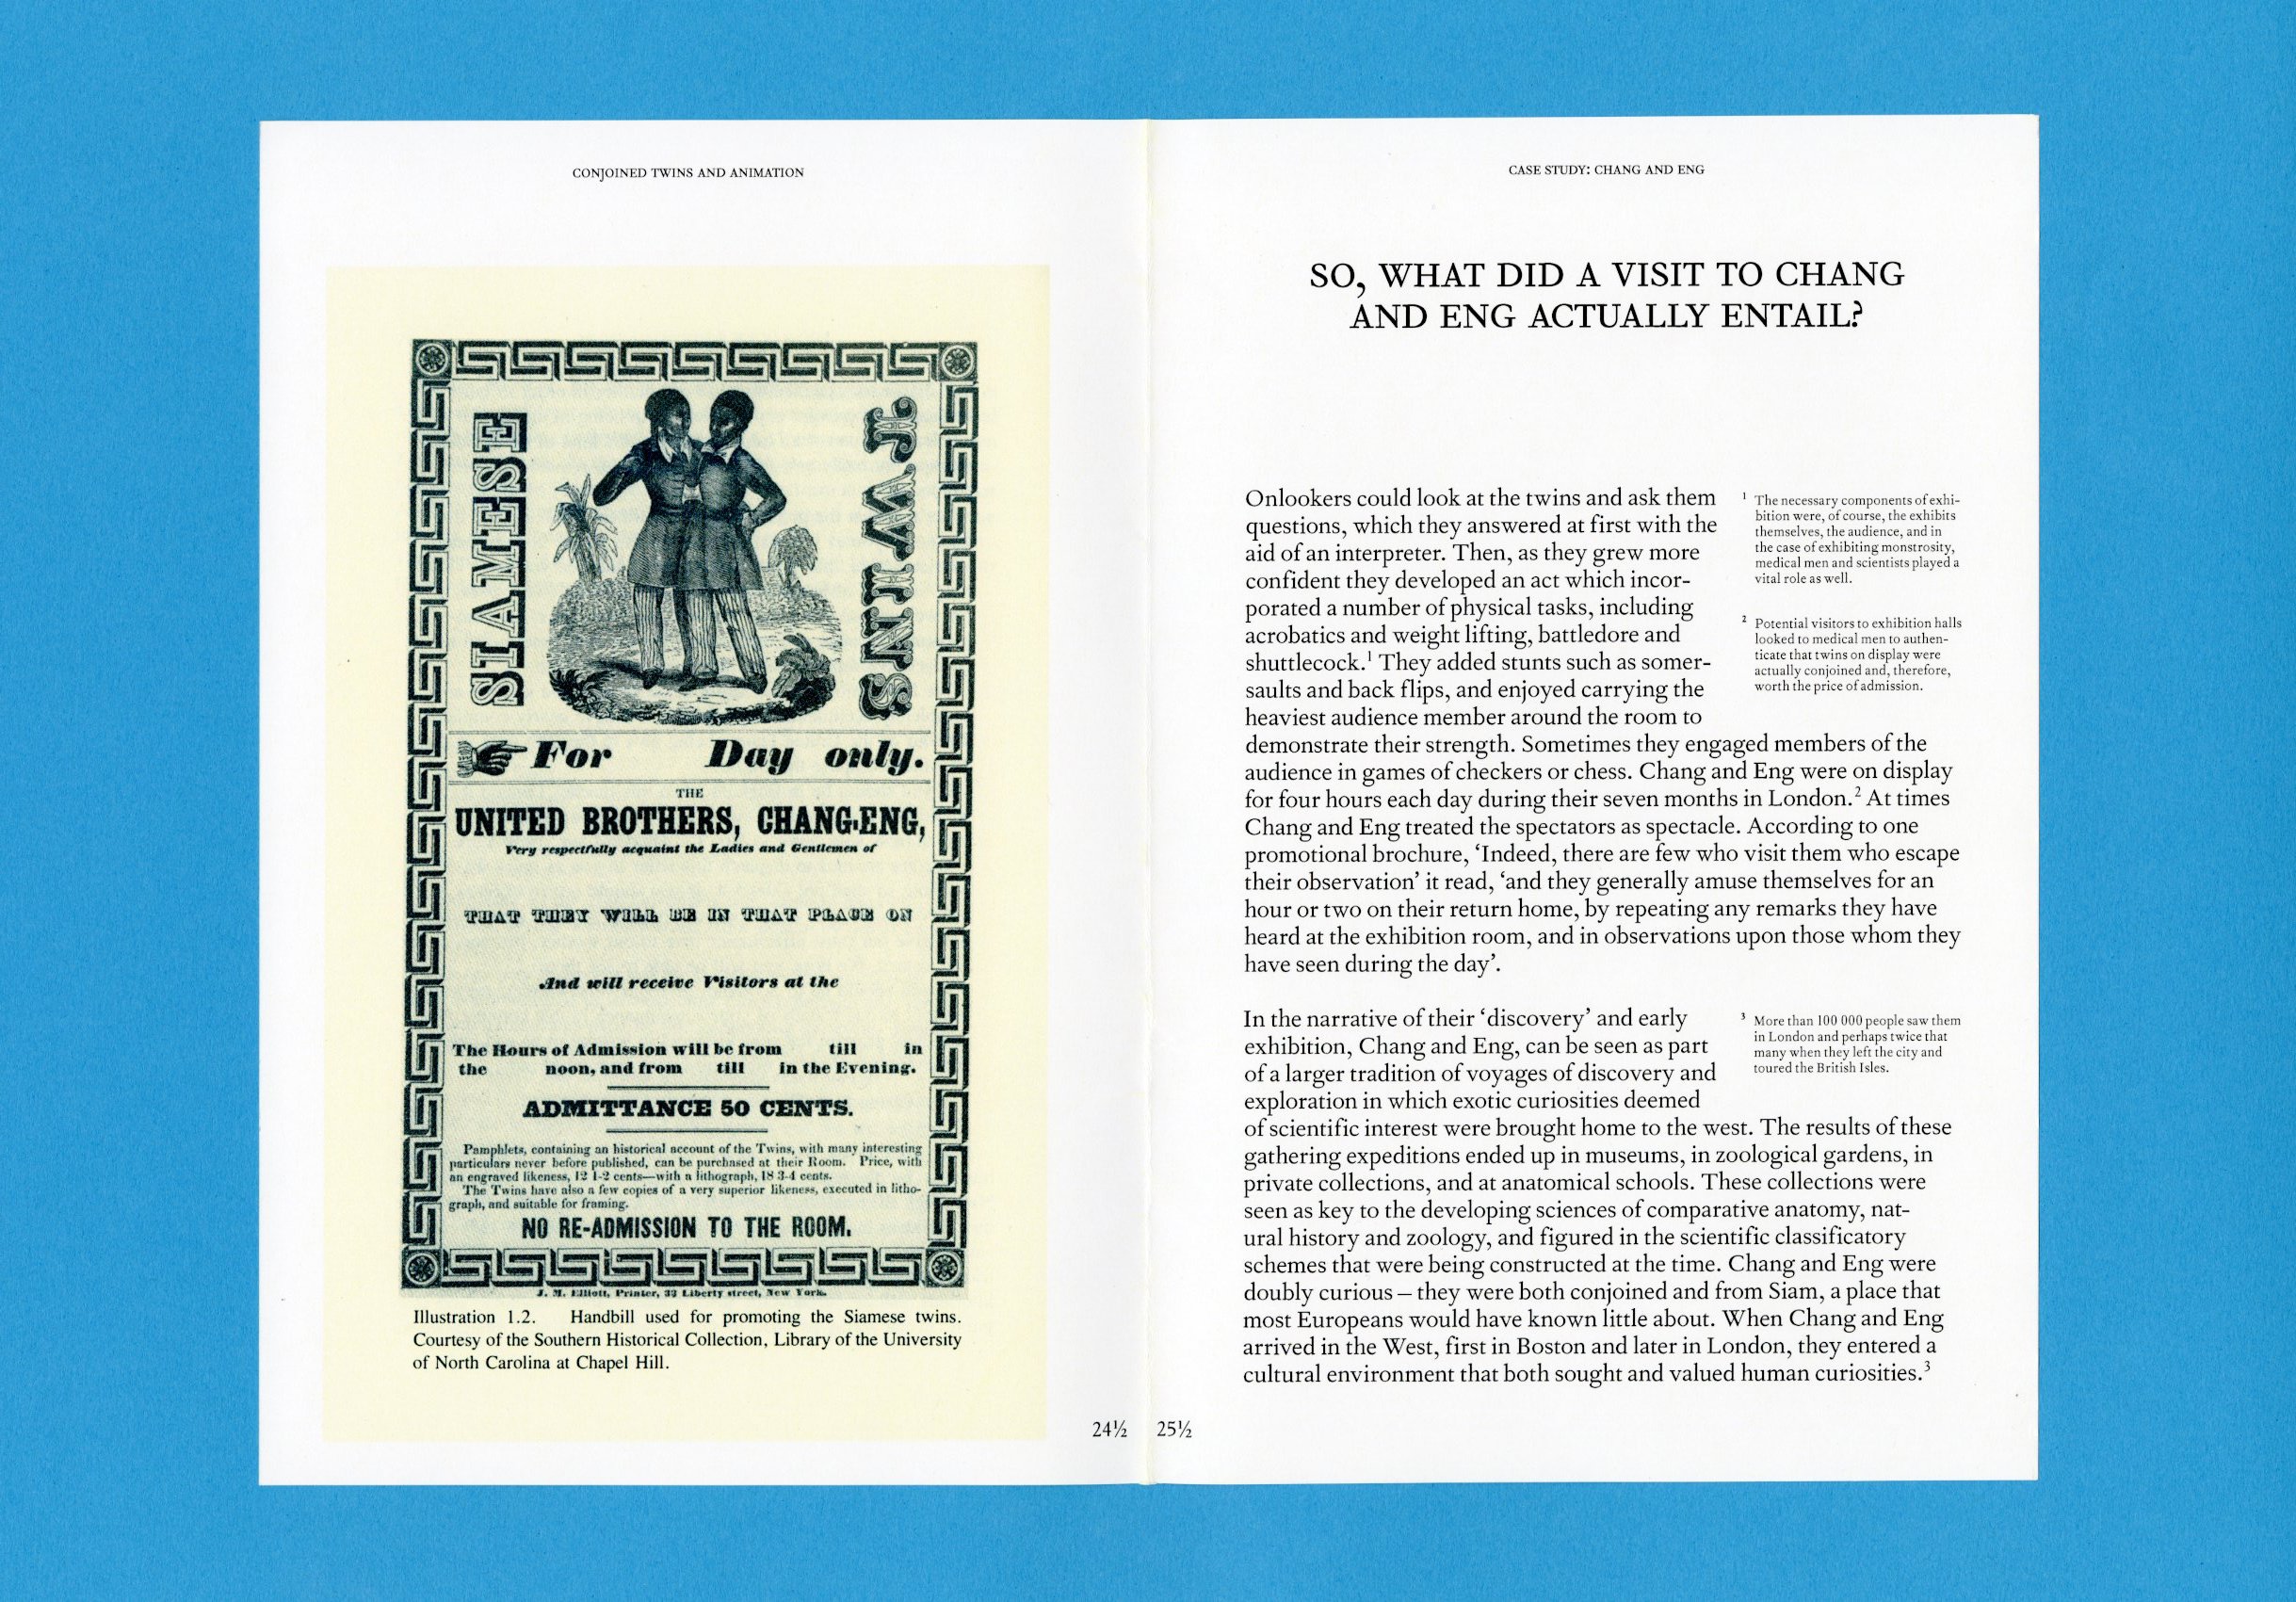 CONJOINED TWINS AND ANIMATION
SIAMESE
TWINS
For Day only.
THE
UNITED BROTHERS, CHANG-ENG,
Very respectfully acquaint the Ladies and Gentlemen of
THAT THEY WILL BE IN THAT PLACE ON
And will receive Visitors at the
The Hours of Admission will be from till in
the noon, and from till in the Evening.
ADMITTANCE 50 CENTS.
Pamphlets, containing an historical account of the Twins, with many interesting
particulars never before published, can be purchased at their Room. Price, with
an engraved likeness, 12 1-2 cents—with a lithograph, 18 3-4 cents.
The Twins have also a few copies of a very superior likeness, executed in litho-
graph, and suitable for framing.
NO RE-ADMISSION TO THE ROOM.
J. M. Elliott, Printer, 32 Liberty street, New York.
Illustration 1.2. Handbill used for promoting the Siamese twins.
Courtesy of the Southern Historical Collection, Library of the University
of North Carolina at Chapel Hill.
24½
CASE STUDY: CHANG AND ENG
SO, WHAT DID A VISIT TO CHANG
AND ENG ACTUALLY ENTAIL?
Onlookers could look at the twins and ask them
questions, which they answered at first with the
aid of an interpreter. Then, as they grew more
confident they developed an act which incor-
porated a number of physical tasks, including
acrobatics and weight lifting, battledore and
shuttlecock.¹ They added stunts such as somer-
saults and back flips, and enjoyed carrying the
heaviest audience member around the room to
demonstrate their strength. Sometimes they engaged members of the
audience in games of checkers or chess. Chang and Eng were on display
for four hours each day during their seven months in London.² At times
Chang and Eng treated the spectators as spectacle. According to one
promotional brochure, ‘Indeed, there are few who visit them who escape
their observation’ it read, ‘and they generally amuse themselves for an
hour or two on their return home, by repeating any remarks they have
heard at the exhibition room, and in observations upon those whom they
have seen during the day’.
¹ The necessary components of exhi-
bition were, of course, the exhibits
themselves, the audience, and in
the case of exhibiting monstrosity,
medical men and scientists played a
vital role as well.
² Potential visitors to exhibition halls
looked to medical men to authen-
ticate that twins on display were
actually conjoined and, therefore,
worth the price of admission.
In the narrative of their ‘discovery’ and early
exhibition, Chang and Eng, can be seen as part
of a larger tradition of voyages of discovery and
exploration in which exotic curiosities deemed
of scientific interest were brought home to the west. The results of these
gathering expeditions ended up in museums, in zoological gardens, in
private collections, and at anatomical schools. These collections were
seen as key to the developing sciences of comparative anatomy, nat-
ural history and zoology, and figured in the scientific classificatory
schemes that were being constructed at the time. Chang and Eng were
doubly curious – they were both conjoined and from Siam, a place that
most Europeans would have known little about. When Chang and Eng
arrived in the West, first in Boston and later in London, they entered a
cultural environment that both sought and valued human curiosities.³
³ More than 100 000 people saw them
in London and perhaps twice that
many when they left the city and
toured the British Isles.
25½